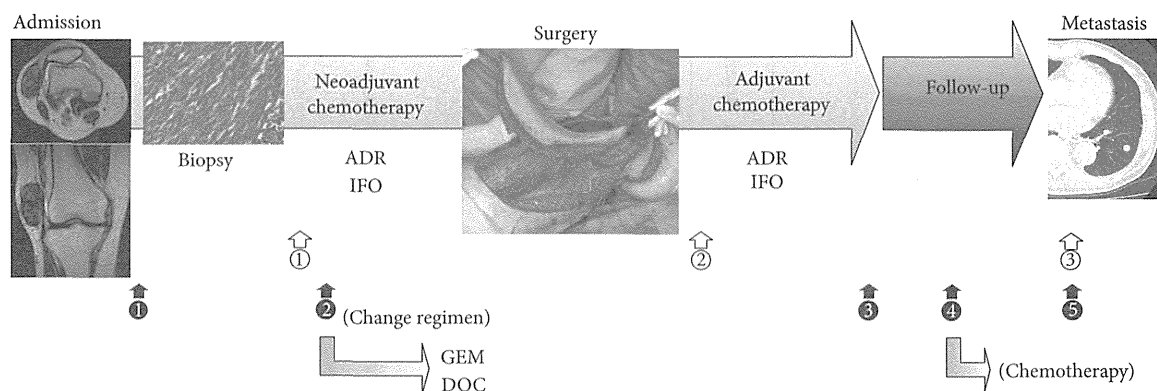 Admission
Surgery
Metastasis
Neoadjuvant
chemotherapy
Adjuvant
chemotherapy
Follow-up
Biopsy
ADR
IFO
ADR
IFO
①
②
③
❶
❷
❸
❹
❺
(Change regimen)
GEM
DOC
(Chemotherapy)